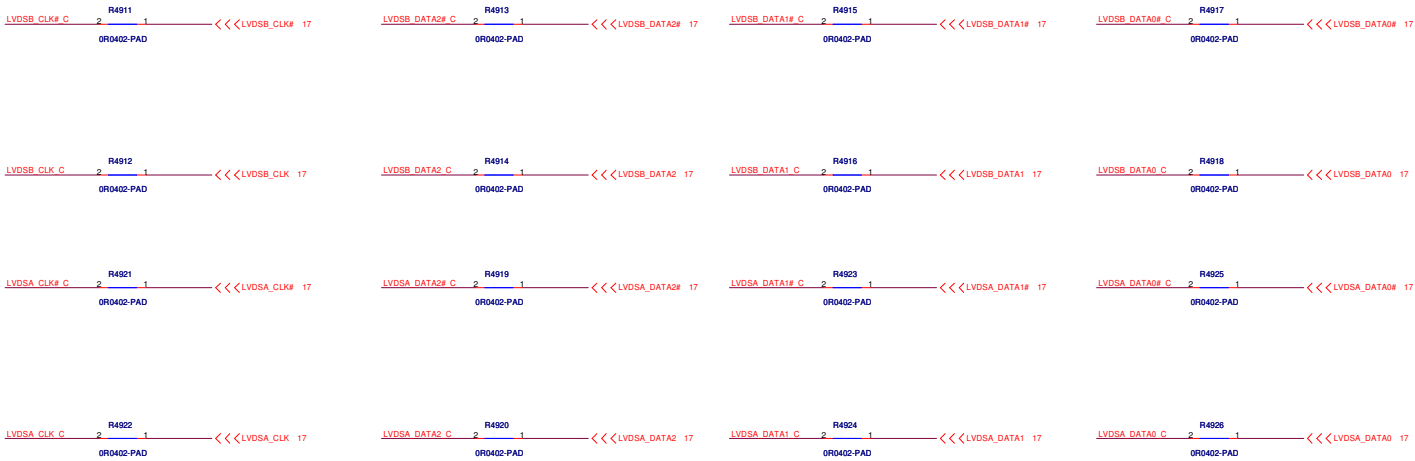 R4911 R4913 R4915 R4917
LVDSB_CLK#_C 2 1 LVDSB_CLK# 17 LVDSB_DATA2#_C 2 1 LVDSB_DATA2# 17 LVDSB_DATA1#_C 2 1 LVDSB_DATA1# 17 LVDSB_DATA0#_C 2 1 LVDSB_DATA0# 17
0R0402-PAD 0R0402-PAD 0R0402-PAD 0R0402-PAD
R4912 R4914 R4916 R4918
LVDSB_CLK_C 2 1 LVDSB_CLK 17 LVDSB_DATA2_C 2 1 LVDSB_DATA2 17 LVDSB_DATA1_C 2 1 LVDSB_DATA1 17 LVDSB_DATA0_C 2 1 LVDSB_DATA0 17
0R0402-PAD 0R0402-PAD 0R0402-PAD 0R0402-PAD
R4921 R4919 R4923 R4925
LVDSA_CLK#_C 2 1 LVDSA_CLK# 17 LVDSA_DATA2#_C 2 1 LVDSA_DATA2# 17 LVDSA_DATA1#_C 2 1 LVDSA_DATA1# 17 LVDSA_DATA0#_C 2 1 LVDSA_DATA0# 17
0R0402-PAD 0R0402-PAD 0R0402-PAD 0R0402-PAD
R4922 R4920 R4924 R4926
LVDSA_CLK_C 2 1 LVDSA_CLK 17 LVDSA_DATA2_C 2 1 LVDSA_DATA2 17 LVDSA_DATA1_C 2 1 LVDSA_DATA1 17 LVDSA_DATA0_C 2 1 LVDSA_DATA0 17
0R0402-PAD 0R0402-PAD 0R0402-PAD 0R0402-PAD